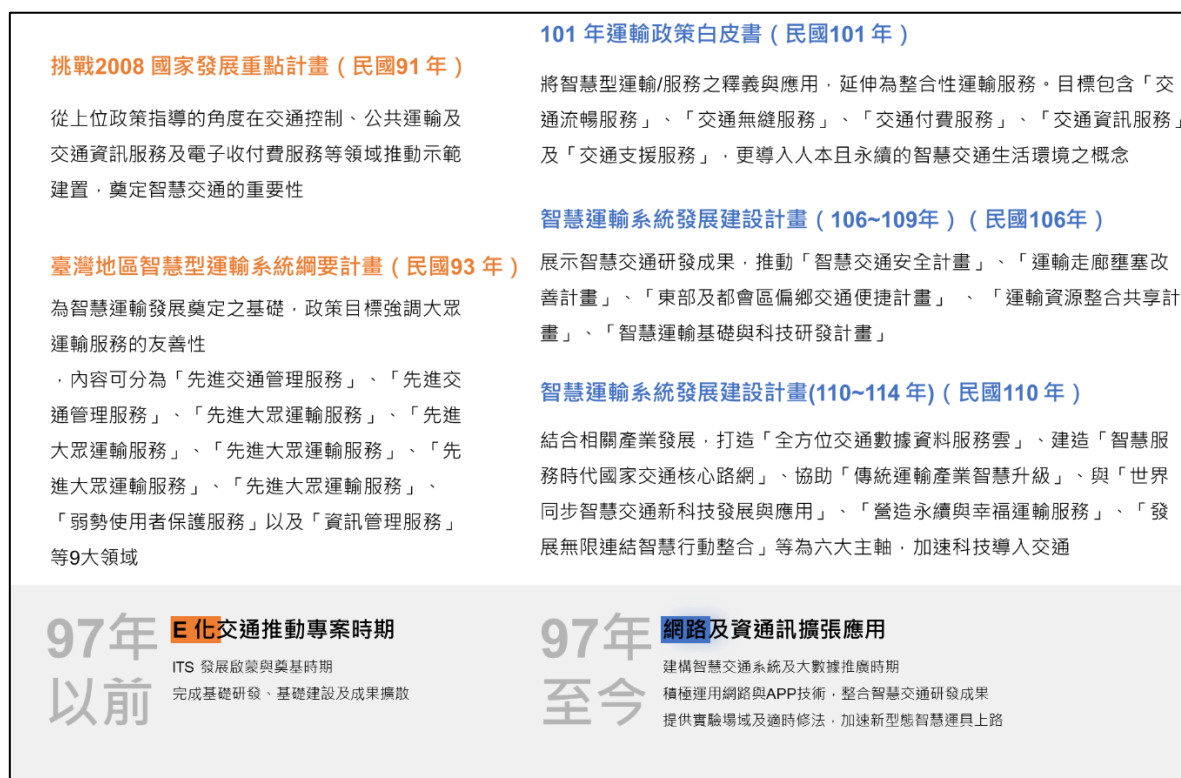 挑戰2008 國家發展重點計畫（民國91 年）
從上位政策指導的角度在交通控制、公共運輸及
交通資訊服務及電子收付費服務等領域推動示範
建置，奠定智慧交通的重要性
臺灣地區智慧型運輸系統綱要計畫（民國93 年）
為智慧運輸發展奠定之基礎，政策目標強調大眾
運輸服務的友善性
，內容可分為「先進交通管理服務」、「先進交
通管理服務」、「先進大眾運輸服務」、「先進
大眾運輸服務」、「先進大眾運輸服務」、「先
進大眾運輸服務」、「先進大眾運輸服務」、
「弱勢使用者保護服務」以及「資訊管理服務」
等9大領域
101 年運輸政策白皮書（民國101 年）
將智慧型運輸/服務之釋義與應用，延伸為整合性運輸服務。目標包含「交
通流暢服務」、「交通無縫服務」、「交通付費服務」、「交通資訊服務」
及「交通支援服務」，更導入人本且永續的智慧交通生活環境之概念
智慧運輸系統發展建設計畫（106~109年）（民國106年）
展示智慧交通研發成果，推動「智慧交通安全計畫」、「運輸走廊壅塞改
善計畫」、「東部及都會區偏鄉交通便捷計畫」 、 「運輸資源整合共享計
畫」、「智慧運輸基礎與科技研發計畫」
智慧運輸系統發展建設計畫(110~114 年)（民國110 年）
結合相關產業發展，打造「全方位交通數據資料服務雲」、建造「智慧服
務時代國家交通核心路網」、協助「傳統運輸產業智慧升級」、與「世界
同步智慧交通新科技發展與應用」、「營造永續與幸福運輸服務」、「發
展無限連結智慧行動整合」等為六大主軸，加速科技導入交通
97年
以前
E 化交通推動專案時期
ITS 發展啟蒙與奠基時期
完成基礎研發、基礎建設及成果擴散
97年
至今
網路及資通訊擴張應用
建構智慧交通系統及大數據推廣時期
積極運用網路與APP技術，整合智慧交通研發成果
提供實驗場域及適時修法，加速新型態智慧運具上路